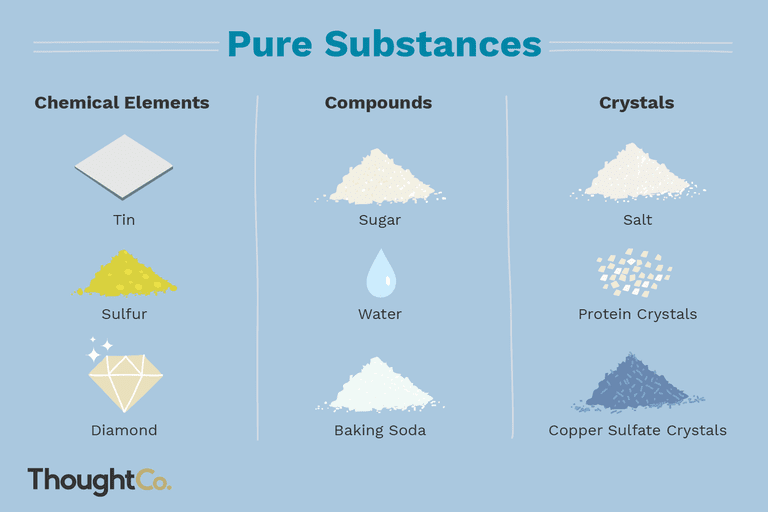 Pure Substances
Chemical Elements
Compounds
Crystals
Tin
Sugar
Salt
Sulfur
Water
Protein Crystals
Diamond
Baking Soda
Copper Sulfate Crystals
ThoughtCo.